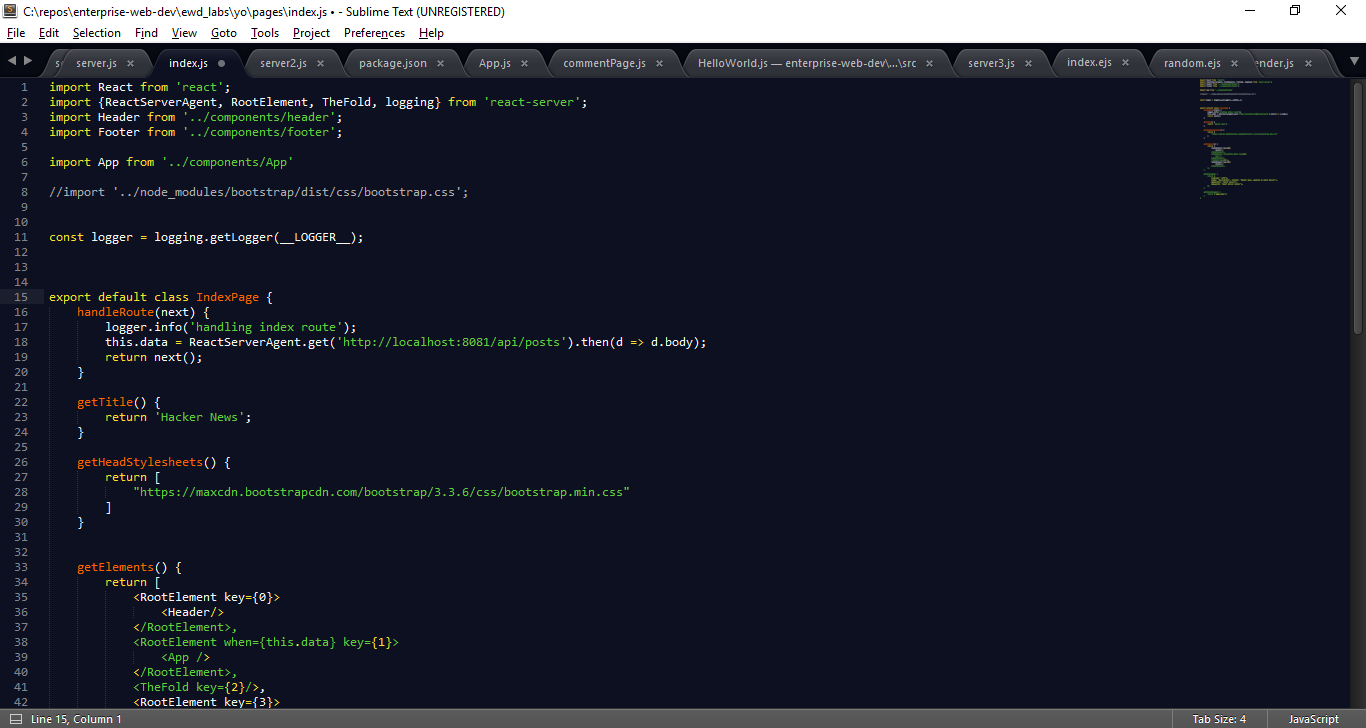 C:\repos\enterprise-web-dev\ewd_labs\yo\pages\index.js • - Sublime Text (UNREGISTERED)
File Edit Selection Find View Goto Tools Project Preferences Help
server.js × index.js server2.js × package.json × App.js × commentPage.js × HelloWorld.js — enterprise-web-dev\...\src × server3.js × index.ejs × random.ejs × ender.js ×
1 import React from 'react';
2 import {ReactServerAgent, RootElement, TheFold, logging} from 'react-server';
3 import Header from '../components/header';
4 import Footer from '../components/footer';
5
6 import App from '../components/App'
7
8 //import '../node_modules/bootstrap/dist/css/bootstrap.css';
9
10
11 const logger = logging.getLogger(__LOGGER__);
12
13
14
15 export default class IndexPage {
16 handleRoute(next) {
17 logger.info('handling index route');
18 this.data = ReactServerAgent.get('http://localhost:8081/api/posts').then(d => d.body);
19 return next();
20 }
21
22 getTitle() {
23 return 'Hacker News';
24 }
25
26 getHeadStylesheets() {
27 return [
28 "https://maxcdn.bootstrapcdn.com/bootstrap/3.3.6/css/bootstrap.min.css"
29 ]
30 }
31
32
33 getElements() {
34 return [
35 <RootElement key={0}>
36 <Header/>
37 </RootElement>,
38 <RootElement when={this.data} key={1}>
39 <App />
40 </RootElement>,
41 <TheFold key={2}/>,
42 <RootElement key={3}>
Line 15, Column 1 Tab Size: 4 JavaScript